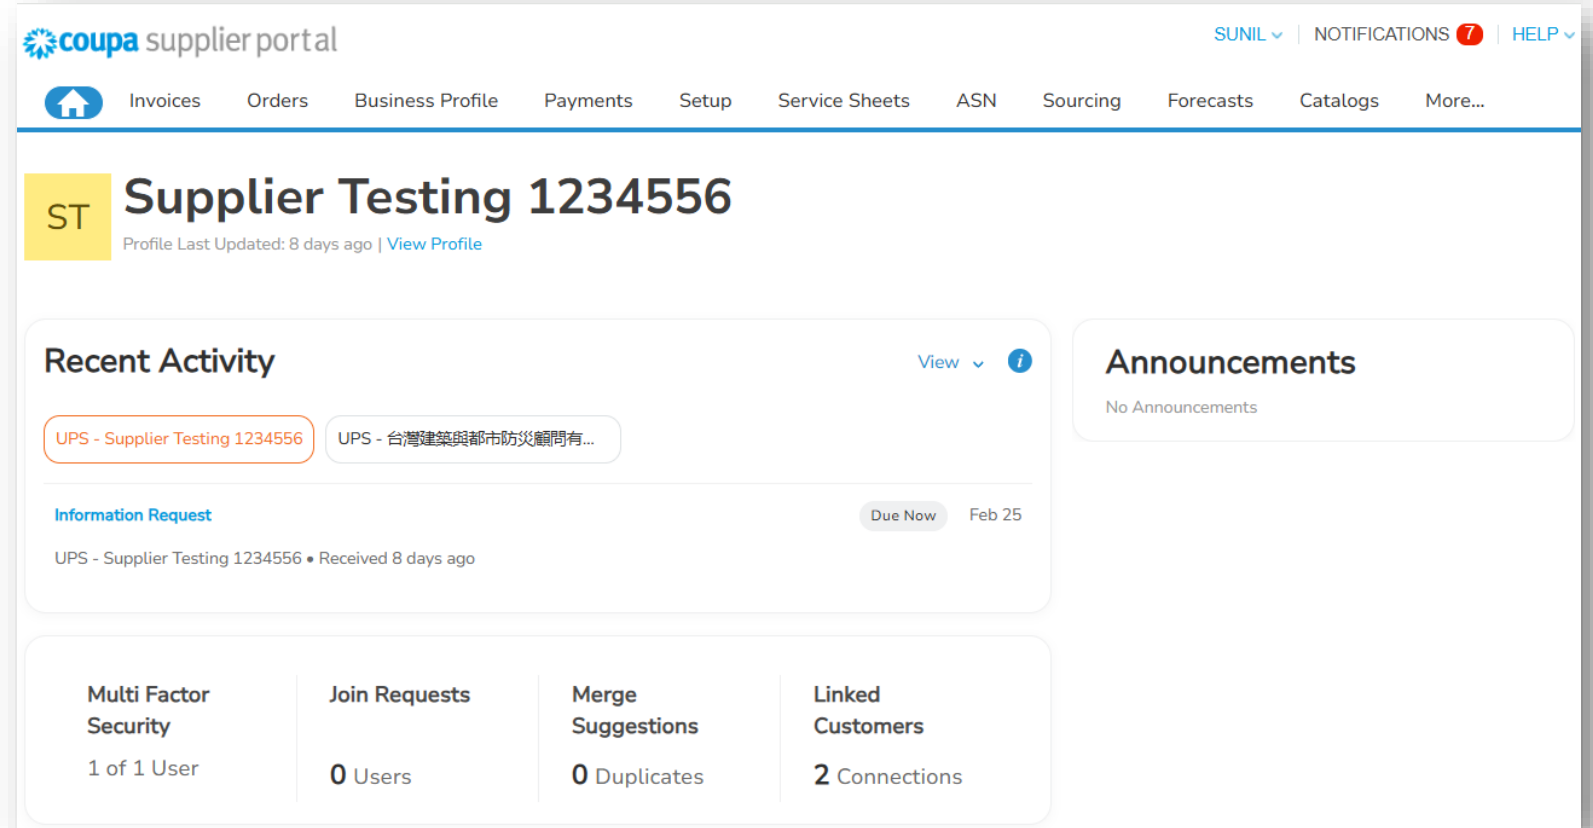 coupa supplier portal
SUNIL NOTIFICATIONS 7 HELP
Invoices Orders Business Profile Payments Setup Service Sheets ASN Sourcing Forecasts Catalogs More...
ST
Supplier Testing 1234556
Profile Last Updated: 8 days ago | View Profile
Recent Activity
View i
UPS - Supplier Testing 1234556
UPS - 台灣建築與都市防災顧問有...
Information Request Due Now Feb 25
UPS - Supplier Testing 1234556 • Received 8 days ago
Announcements
No Announcements
Multi Factor
Security
1 of 1 User
Join Requests
0 Users
Merge
Suggestions
0 Duplicates
Linked
Customers
2 Connections